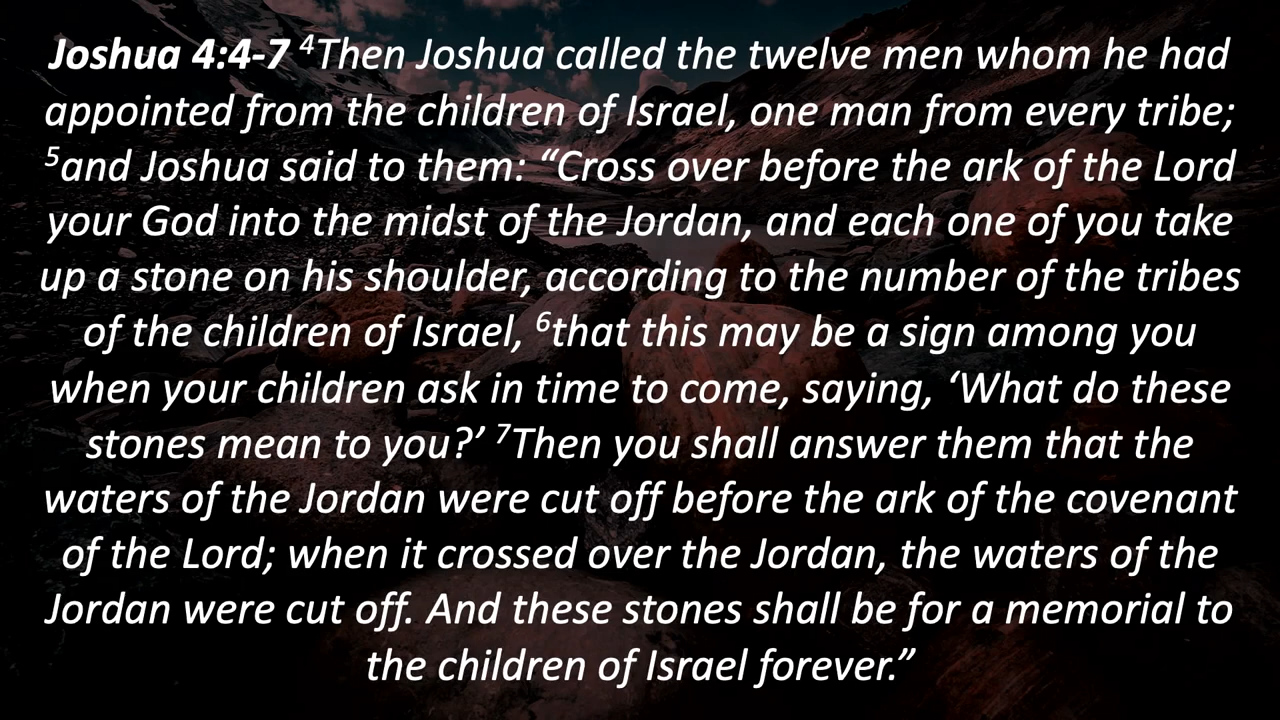 Joshua 4:4-7 ⁴Then Joshua called the twelve men whom he had
appointed from the children of Israel, one man from every tribe;
⁵and Joshua said to them: “Cross over before the ark of the Lord
your God into the midst of the Jordan, and each one of you take
up a stone on his shoulder, according to the number of the tribes
of the children of Israel, ⁶that this may be a sign among you
when your children ask in time to come, saying, ‘What do these
stones mean to you?’ ⁷Then you shall answer them that the
waters of the Jordan were cut off before the ark of the covenant
of the Lord; when it crossed over the Jordan, the waters of the
Jordan were cut off. And these stones shall be for a memorial to
the children of Israel forever.”